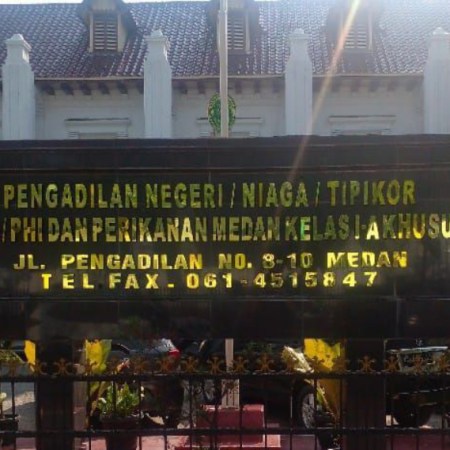 PENGADILAN NEGERI / NIAGA / TIPIKOR
/ PHI DAN PERIKANAN MEDAN KELAS I-A KHUSU
JL. PENGADILAN NO. 8-10 MEDAN
TEL.FAX. 061-4515847